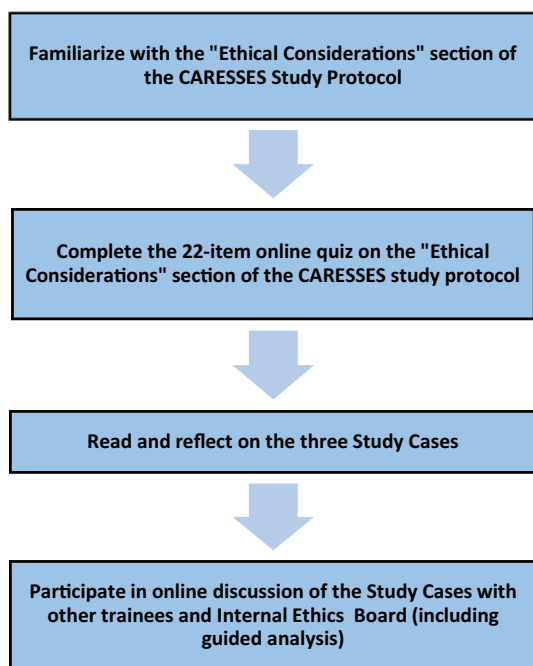 Familiarize with the "Ethical Considerations" section of
the CARESSES Study Protocol
Complete the 22-item online quiz on the "Ethical
Considerations" section of the CARESSES study protocol
Read and reflect on the three Study Cases
Participate in online discussion of the Study Cases with
other trainees and Internal Ethics Board (including
guided analysis)